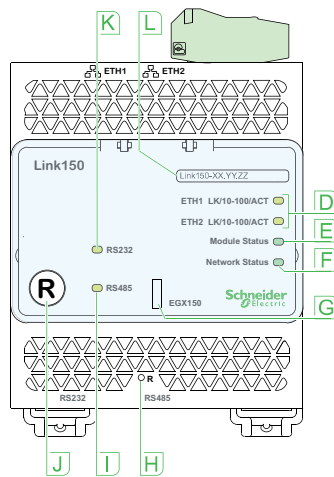 K L
ETH1 ETH2
Link150
Link150-XX,YY,ZZ
ETH1 LK/10-100/ACT D
ETH2 LK/10-100/ACT
Module Status E
RS232 Network Status F
R RS485
EGX150 Schneider
Electric G
R
RS232 RS485
J I H